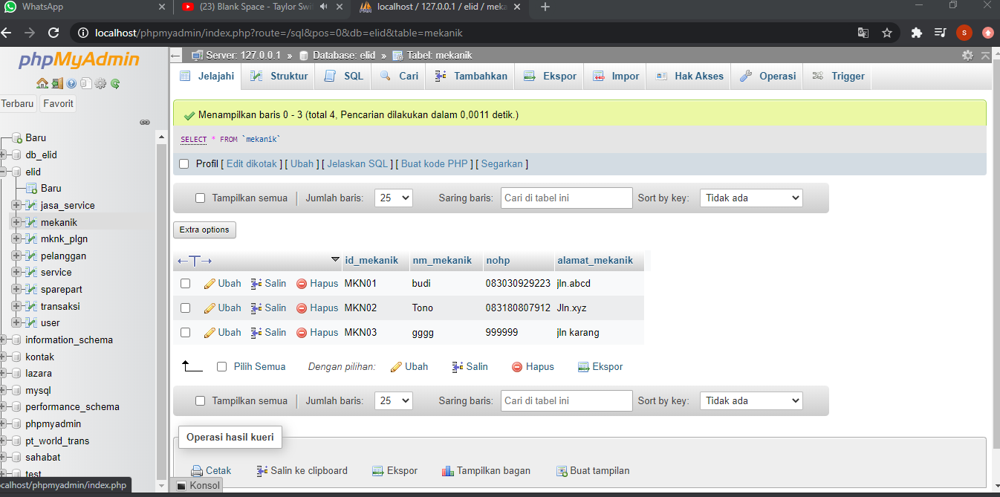 WhatsApp
(23) Blank Space - Taylor Swi
localhost / 127.0.0.1 / elid / meka
localhost/phpmyadmin/index.php?route=/sql&pos=0&db=elid&table=mekanik
S
phpMyAdmin
Terbaru Favorit
Baru
db_elid
elid
Baru
jasa_service
mekanik
mknk_plgn
pelanggan
service
sparepart
transaksi
user
information_schema
kontak
lazara
mysql
performance_schema
phpmyadmin
pt_world_trans
sahabat
test
calhost/phpmyadmin/index.php
Server: 127.0.0.1 » Database: elid » Tabel: mekanik
Jelajahi Struktur SQL Cari Tambahkan Ekspor Impor Hak Akses Operasi Trigger
Menampilkan baris 0 - 3 (total 4, Pencarian dilakukan dalam 0,0011 detik.)
SELECT * FROM `mekanik`
Profil [ Edit dikotak ] [ Ubah ] [ Jelaskan SQL ] [ Buat kode PHP ] [ Segarkan ]
Tampilkan semua Jumlah baris: 25 Saring baris: Cari di tabel ini Sort by key: Tidak ada
Extra options
←T→ id_mekanik nm_mekanik nohp alamat_mekanik
Ubah Salin Hapus MKN01 budi 083030929223 jln.abcd
Ubah Salin Hapus MKN02 Tono 083180807912 Jln.xyz
Ubah Salin Hapus MKN03 gggg 999999 jln karang
Pilih Semua Dengan pilihan: Ubah Salin Hapus Ekspor
Tampilkan semua Jumlah baris: 25 Saring baris: Cari di tabel ini Sort by key: Tidak ada
Operasi hasil kueri
Cetak Salin ke clipboard Ekspor Tampilkan bagan Buat tampilan
Konsol